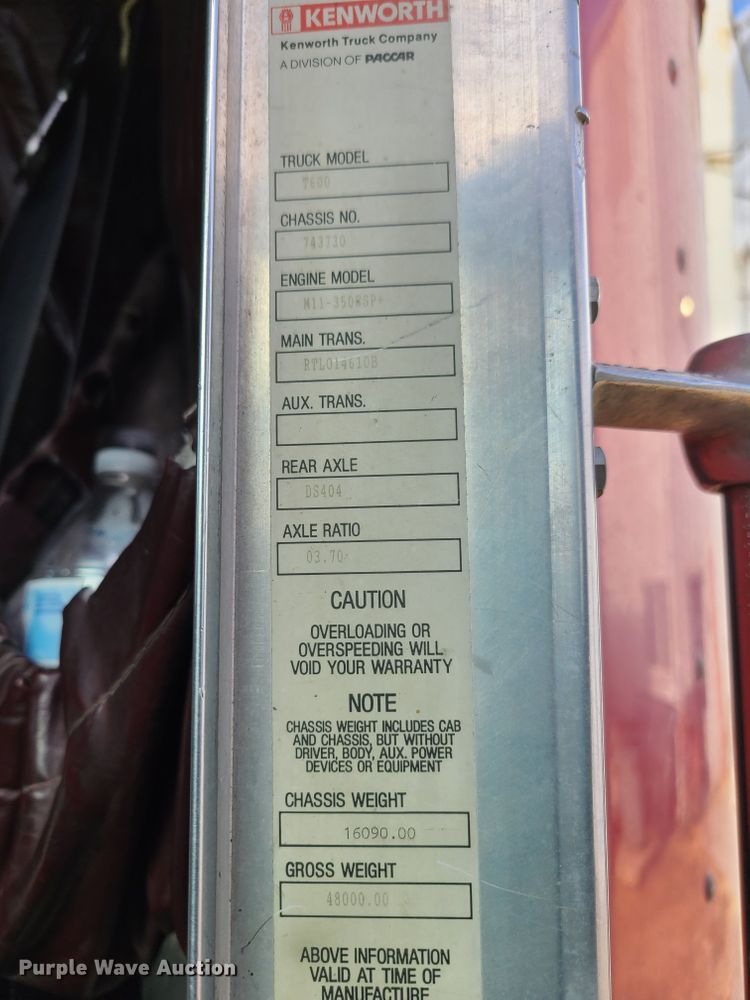 KENWORTH
Kenworth Truck Company
A DIVISION OF PACCAR
TRUCK MODEL
T600
CHASSIS NO.
743730
ENGINE MODEL
M11-350ESP+
MAIN TRANS.
RTLO14610B
AUX. TRANS.
REAR AXLE
DS404
AXLE RATIO
03.70
CAUTION
OVERLOADING OR
OVERSPEEDING WILL
VOID YOUR WARRANTY
NOTE
CHASSIS WEIGHT INCLUDES CAB
AND CHASSIS, BUT WITHOUT
DRIVER, BODY, AUX. POWER
DEVICES OR EQUIPMENT
CHASSIS WEIGHT
16090.00
GROSS WEIGHT
48000.00
ABOVE INFORMATION
VALID AT TIME OF
MANUFACTURE
Purple Wave Auction